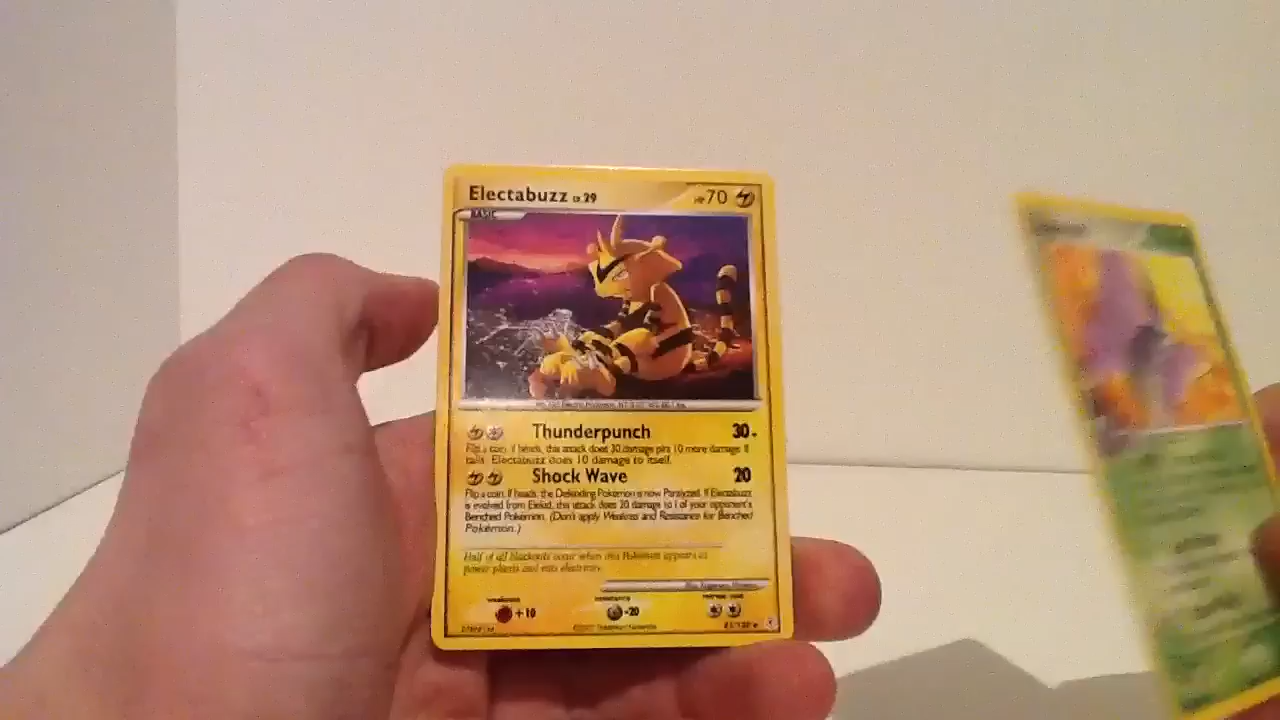 Electabuzz LV.29 HP 70
BASIC
Thunderpunch 30+
Flip a coin. If heads, this attack does 30 damage plus 10 more damage. If
tails, Electabuzz does 10 damage to itself.
Shock Wave 20
Flip a coin. If heads, the Defending Pokémon is now Paralyzed. If Electabuzz
is evolved from Elekid, this attack does 20 damage to 1 of your opponent's
Benched Pokémon. (Don't apply Weakness and Resistance for Benched
Pokémon.)
Half of all blackouts occur when this Pokémon appears at
power plants and eats electricity.
weakness resistance retreat cost
+10 -20